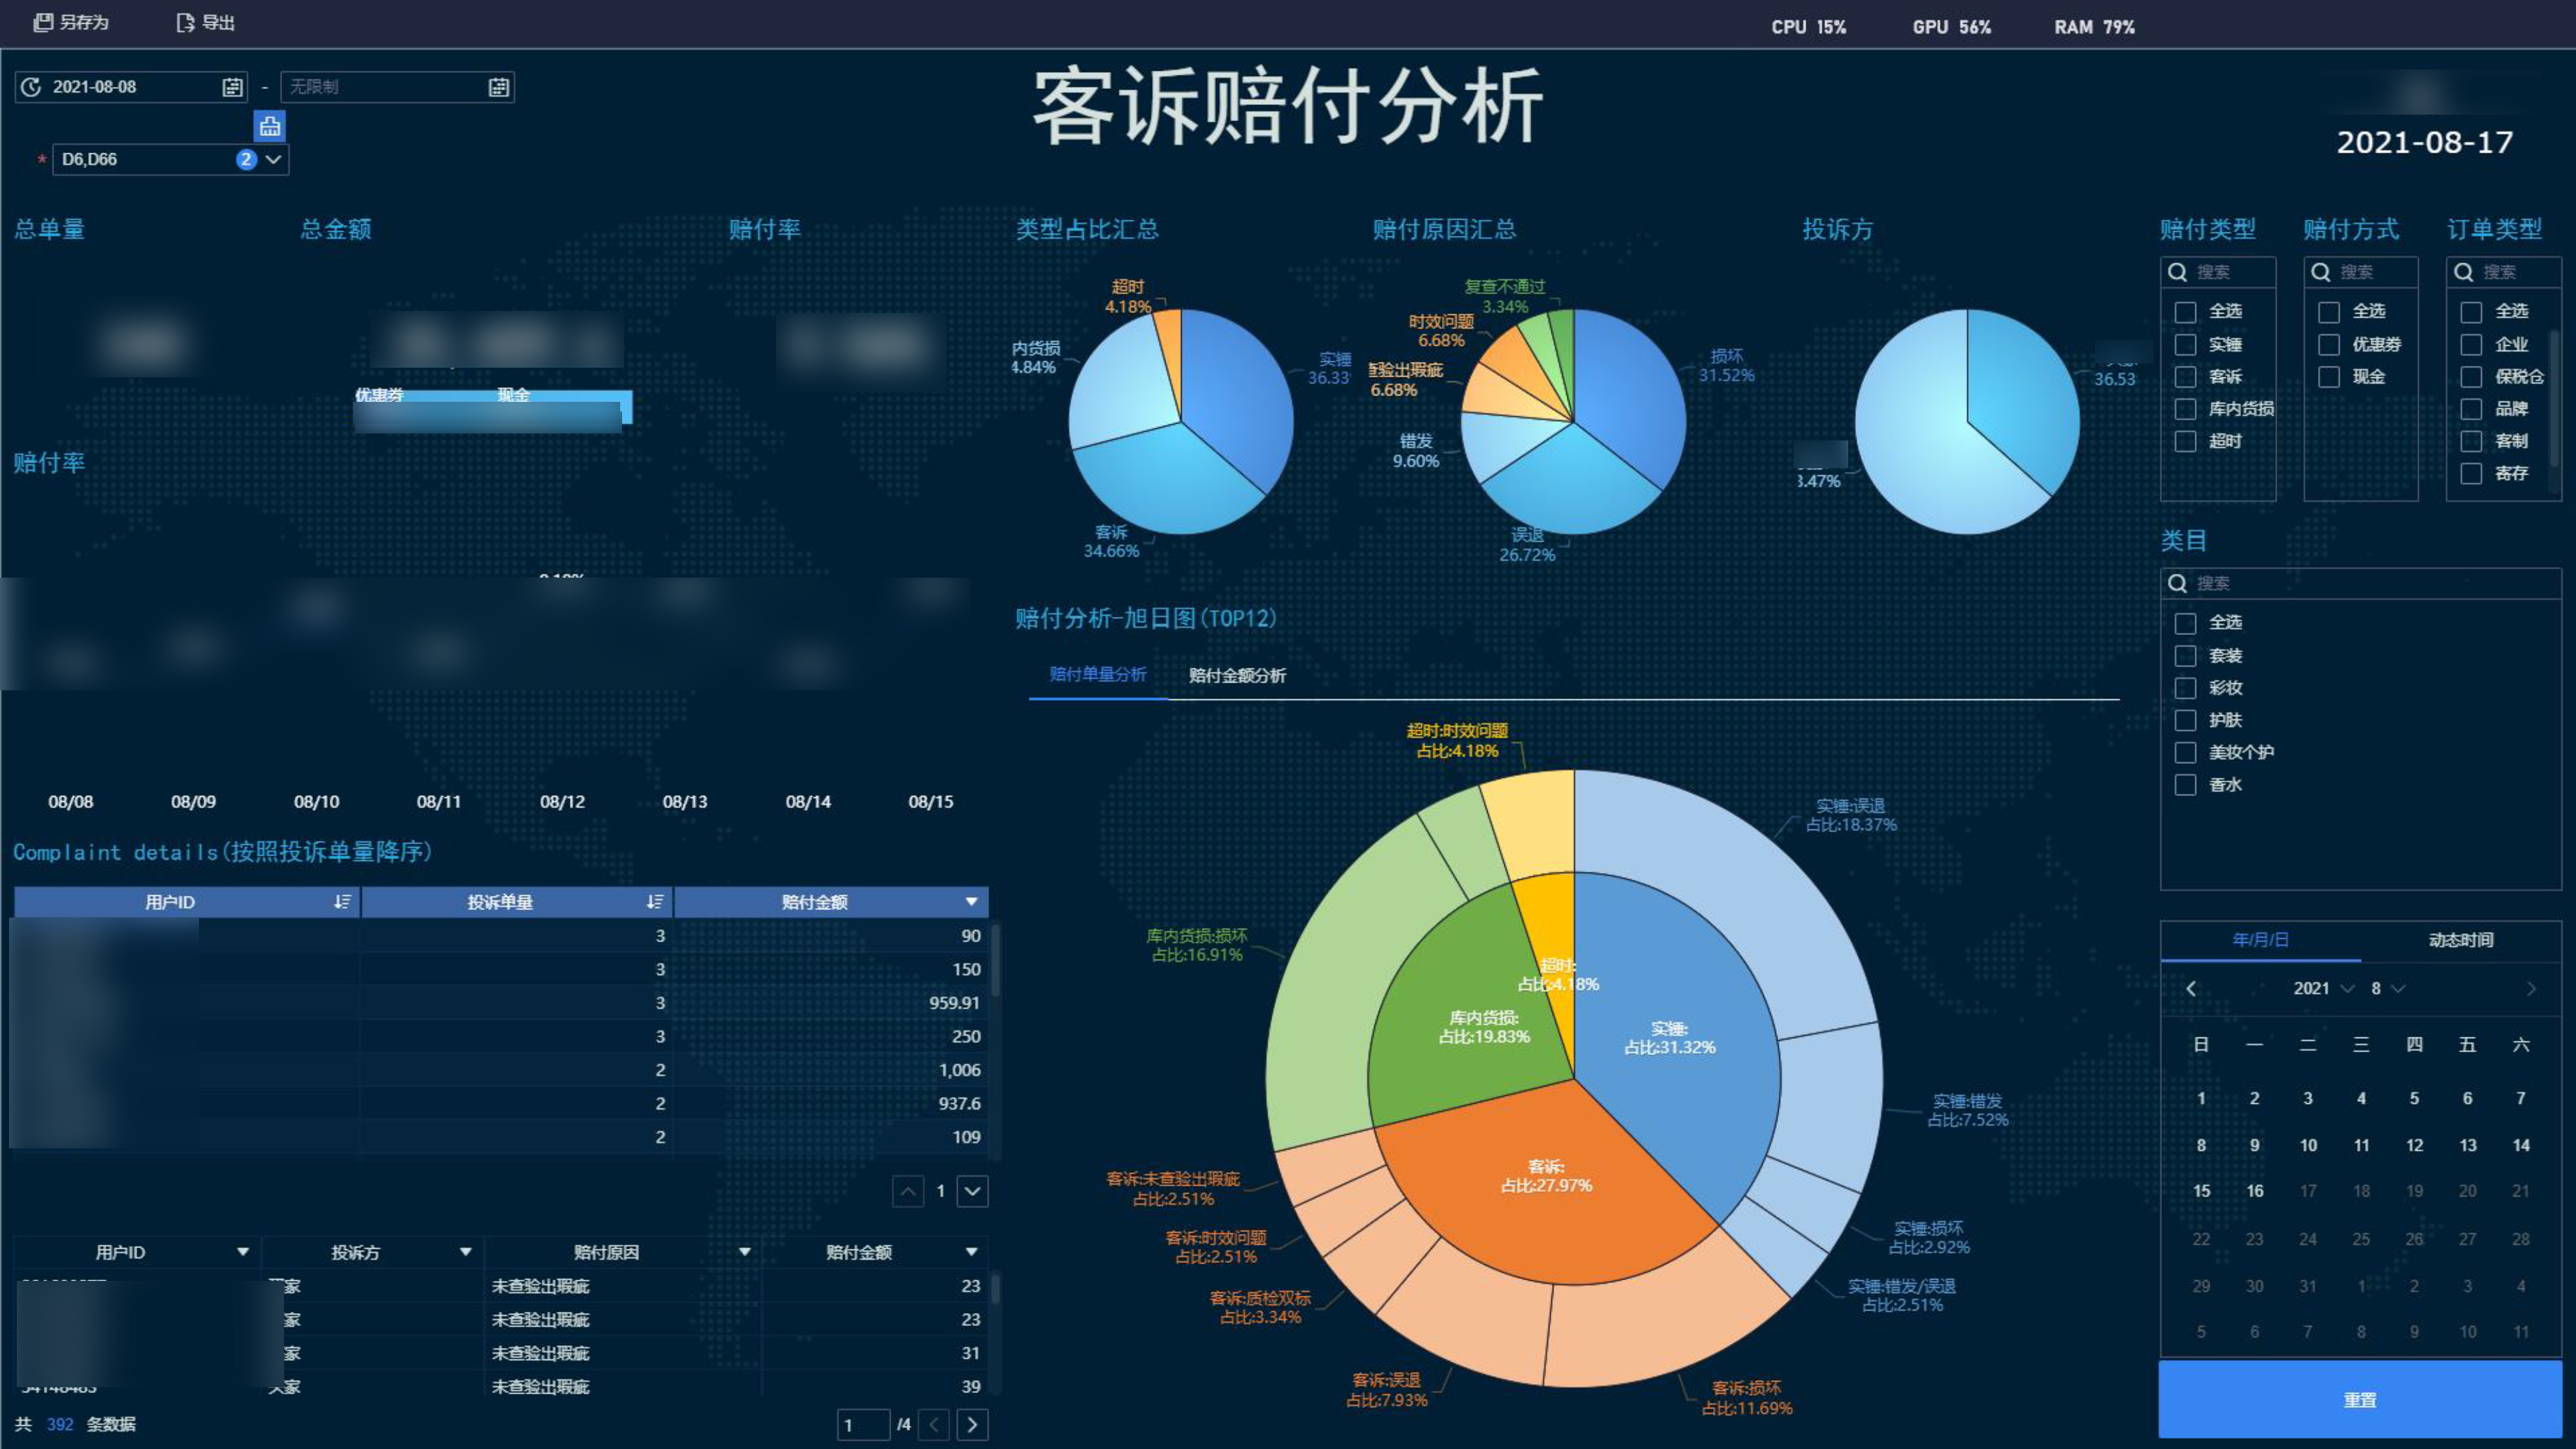 另存为
导出
CPU 15%
GPU 56%
RAM 79%
2021-08-08
-
无限制
* D6,D66
2
客诉赔付分析
2021-08-17
总单量
总金额
赔付率
优惠券
现金
赔付率
08/08
08/09
08/10
08/11
08/12
08/13
08/14
08/15
类型占比汇总
超时
4.18%
内货损
4.84%
实锤
36.33
客诉
34.66%
赔付原因汇总
复查不通过
3.34%
时效问题
6.68%
查验出瑕疵
6.68%
错发
9.60%
误退
26.72%
损坏
31.52%
投诉方
36.53
3.47%
赔付类型
搜索
全选
实锤
客诉
库内货损
超时
赔付方式
搜索
全选
优惠券
现金
订单类型
搜索
全选
企业
保税仓
品牌
客制
寄存
类目
搜索
全选
套装
彩妆
护肤
美妆个护
香水
Complaint details(按照投诉单量降序)
用户ID 投诉单量 赔付金额
3 90
3 150
3 959.91
3 250
2 1,006
2 937.6
2 109
1
用户ID 投诉方 赔付原因 赔付金额
家 未查验出瑕疵 23
家 未查验出瑕疵 23
家 未查验出瑕疵 31
家 未查验出瑕疵 39
共 392 条数据
1 /4
赔付分析-旭日图(TOP12)
赔付单量分析
赔付金额分析
超时:时效问题
占比:4.18%
实锤:误退
占比:18.37%
库内货损:损坏
占比:16.91%
超时:
占比:4.18%
库内货损:
占比:19.83%
实锤:
占比:31.32%
实锤:错发
占比:7.52%
客诉:
占比:27.97%
客诉:未查验出瑕疵
占比:2.51%
实锤:损坏
占比:2.92%
客诉:时效问题
占比:2.51%
实锤:错发/误退
占比:2.51%
客诉:质检双标
占比:3.34%
客诉:误退
占比:7.93%
客诉:损坏
占比:11.69%
年/月/日
动态时间
2021
8
日 一 二 三 四 五 六
1 2 3 4 5 6 7
8 9 10 11 12 13 14
15 16 17 18 19 20 21
22 23 24 25 26 27 28
29 30 31 1 2 3 4
5 6 7 8 9 10 11
重置